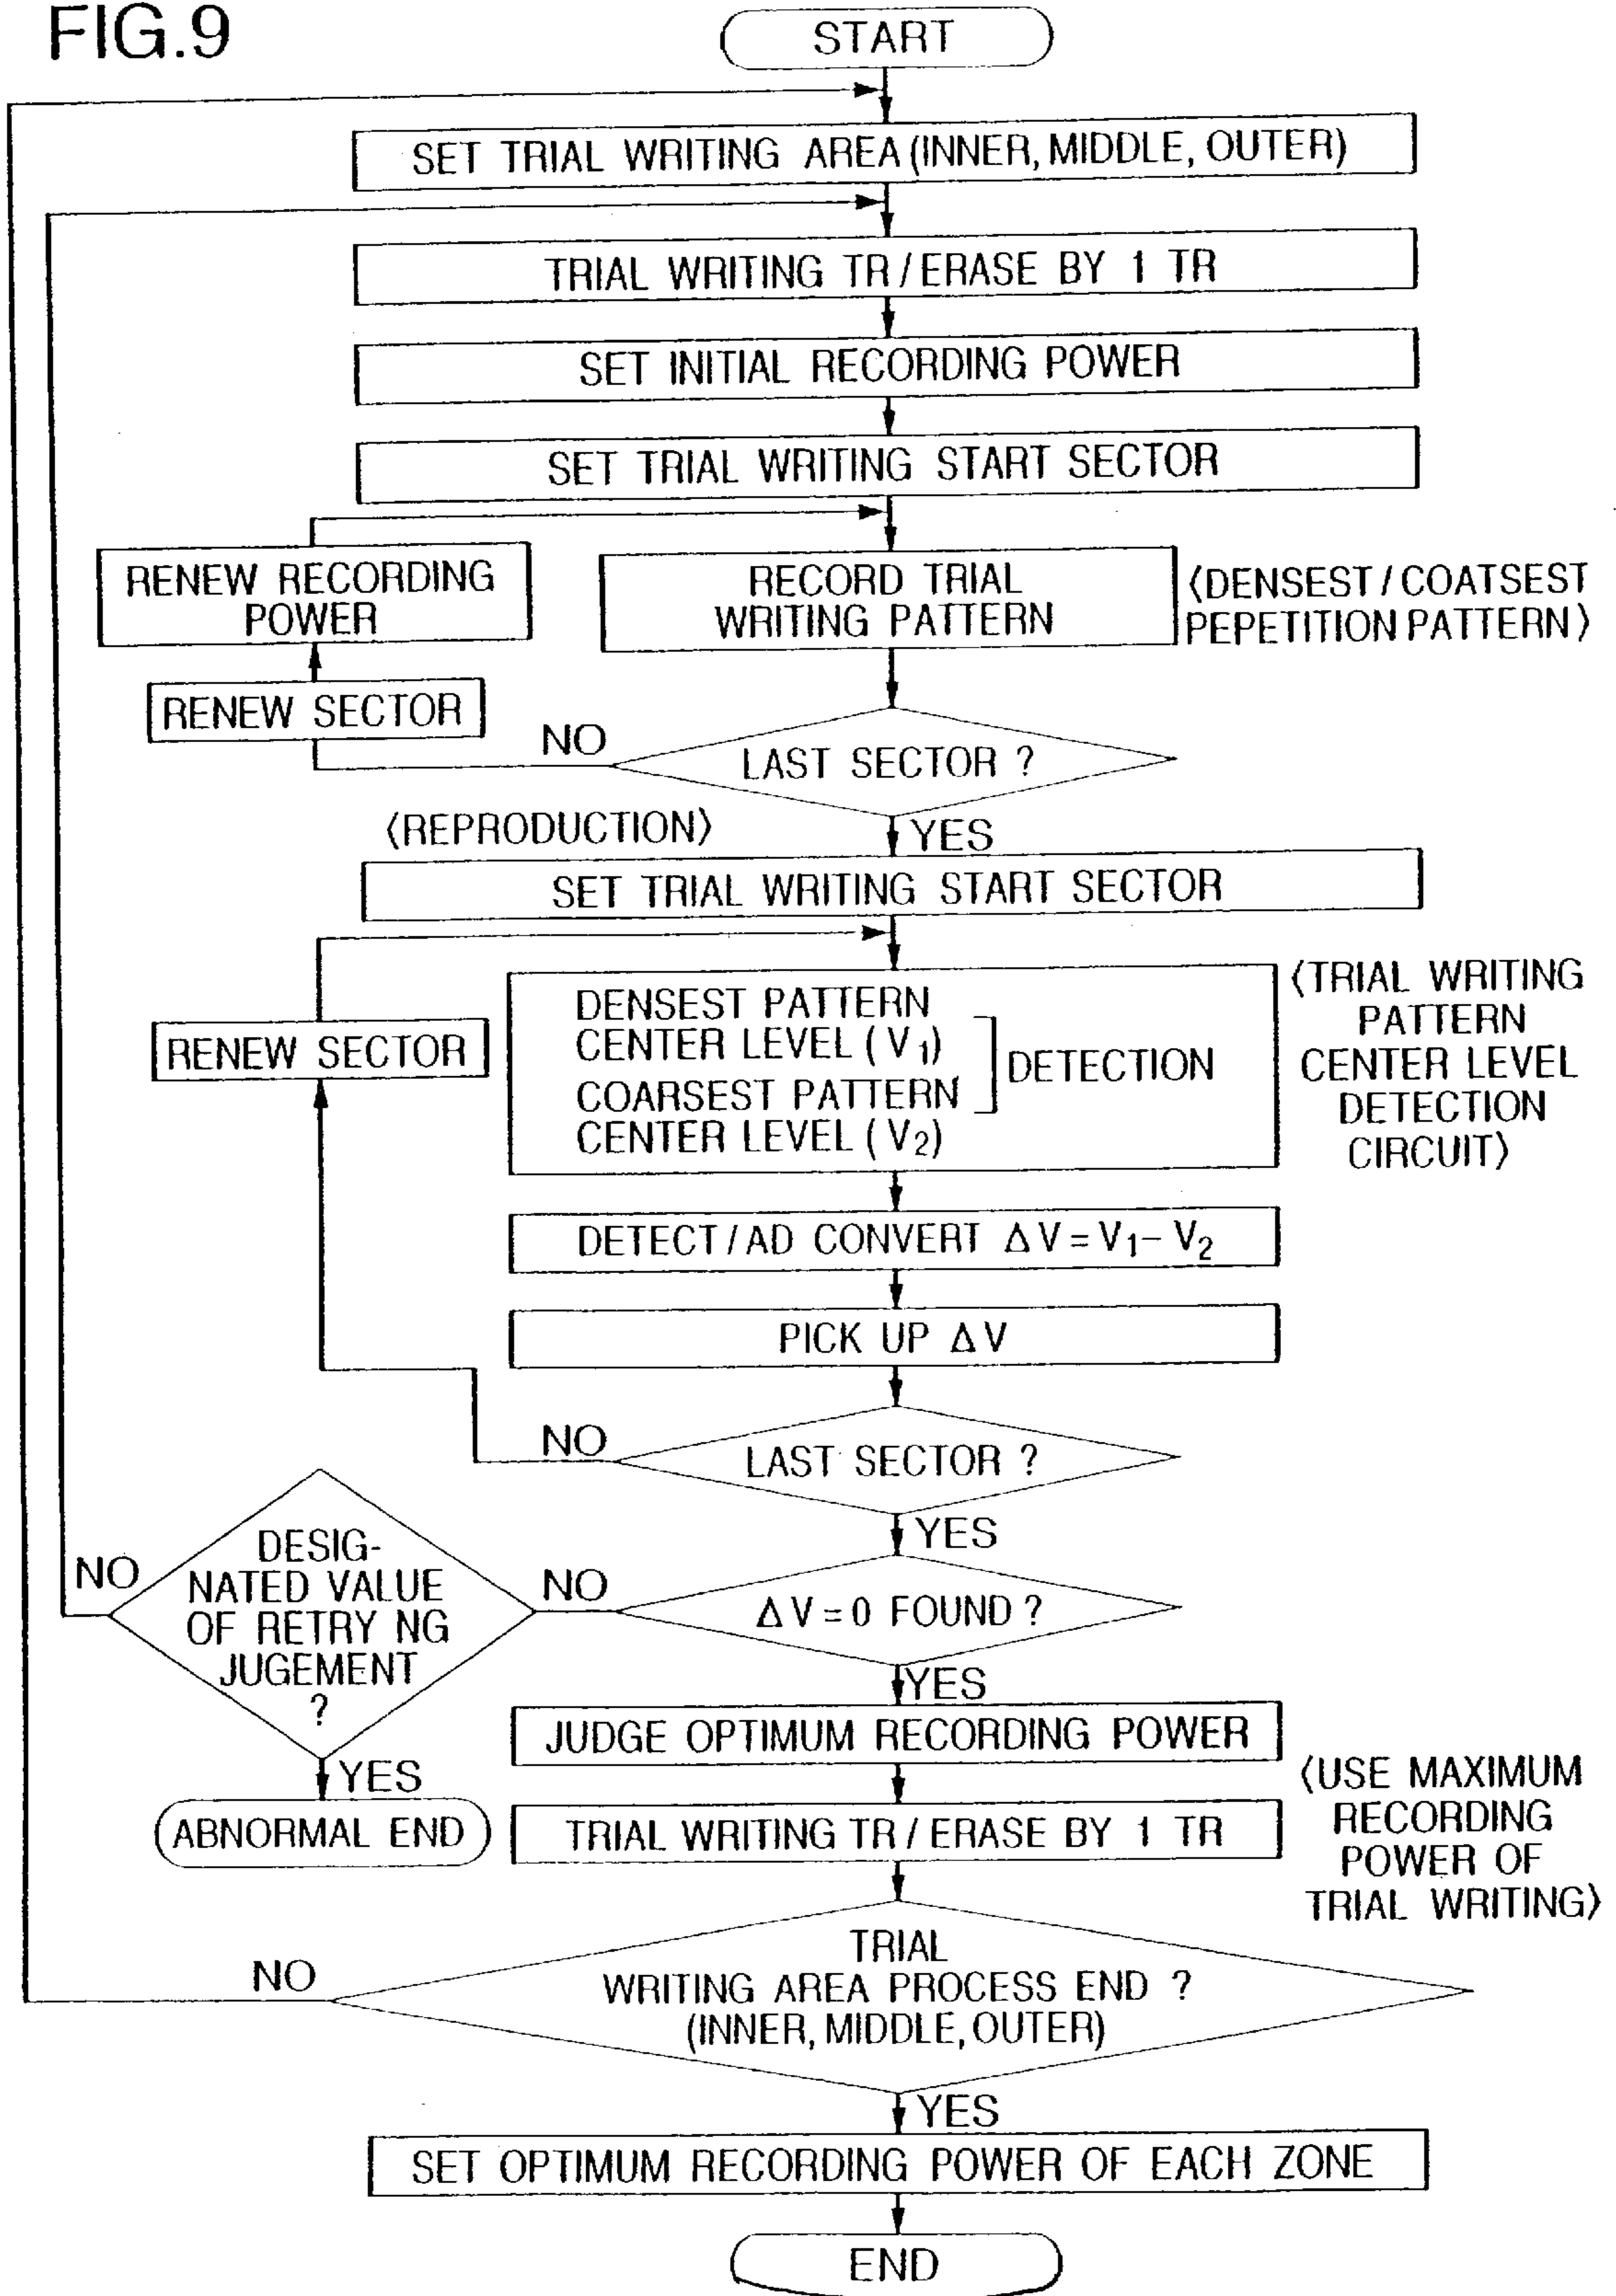 FIG.9
START
SET TRIAL WRITING AREA (INNER, MIDDLE, OUTER)
TRIAL WRITING TR / ERASE BY 1 TR
SET INITIAL RECORDING POWER
SET TRIAL WRITING START SECTOR
RENEW RECORDING
POWER
RECORD TRIAL
WRITING PATTERN
〈DENSEST / COATSEST
PEPETITION PATTERN〉
RENEW SECTOR
NO
LAST SECTOR ?
〈REPRODUCTION〉
YES
SET TRIAL WRITING START SECTOR
RENEW SECTOR
DENSEST PATTERN
CENTER LEVEL ( V1)
COARSEST PATTERN
CENTER LEVEL ( V2)
DETECTION
〈TRIAL WRITING
PATTERN
CENTER LEVEL
DETECTION
CIRCUIT〉
DETECT / AD CONVERT ΔV = V1 − V2
PICK UP ΔV
NO
LAST SECTOR ?
YES
NO
DESIG-
NATED VALUE
OF RETRY NG
JUGEMENT
?
NO
ΔV = 0 FOUND ?
YES
JUDGE OPTIMUM RECORDING POWER
YES
ABNORMAL END
TRIAL WRITING TR / ERASE BY 1 TR
〈USE MAXIMUM
RECORDING
POWER OF
TRIAL WRITING〉
NO
TRIAL
WRITING AREA PROCESS END ?
(INNER, MIDDLE, OUTER)
YES
SET OPTIMUM RECORDING POWER OF EACH ZONE
END